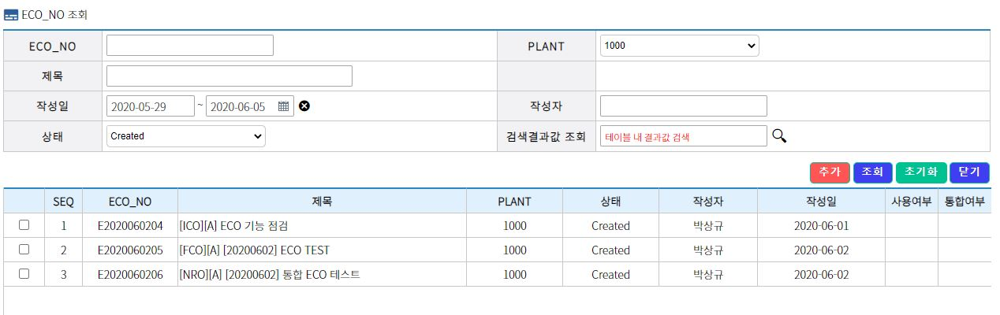 ECO_NO 조회
ECO_NO PLANT 1000
제목
작성일 2020-05-29 ~ 2020-06-05 작성자
상태 Created 검색결과값 조회 테이블 내 결과값 검색
추가 조회 초기화 닫기
SEQ ECO_NO 제목 PLANT 상태 작성자 작성일 사용여부 통합여부
1 E2020060204 [ICO][A] ECO 기능 점검 1000 Created 박상규 2020-06-01
2 E2020060205 [FCO][A] [20200602] ECO TEST 1000 Created 박상규 2020-06-02
3 E2020060206 [NRO][A] [20200602] 통합 ECO 테스트 1000 Created 박상규 2020-06-02